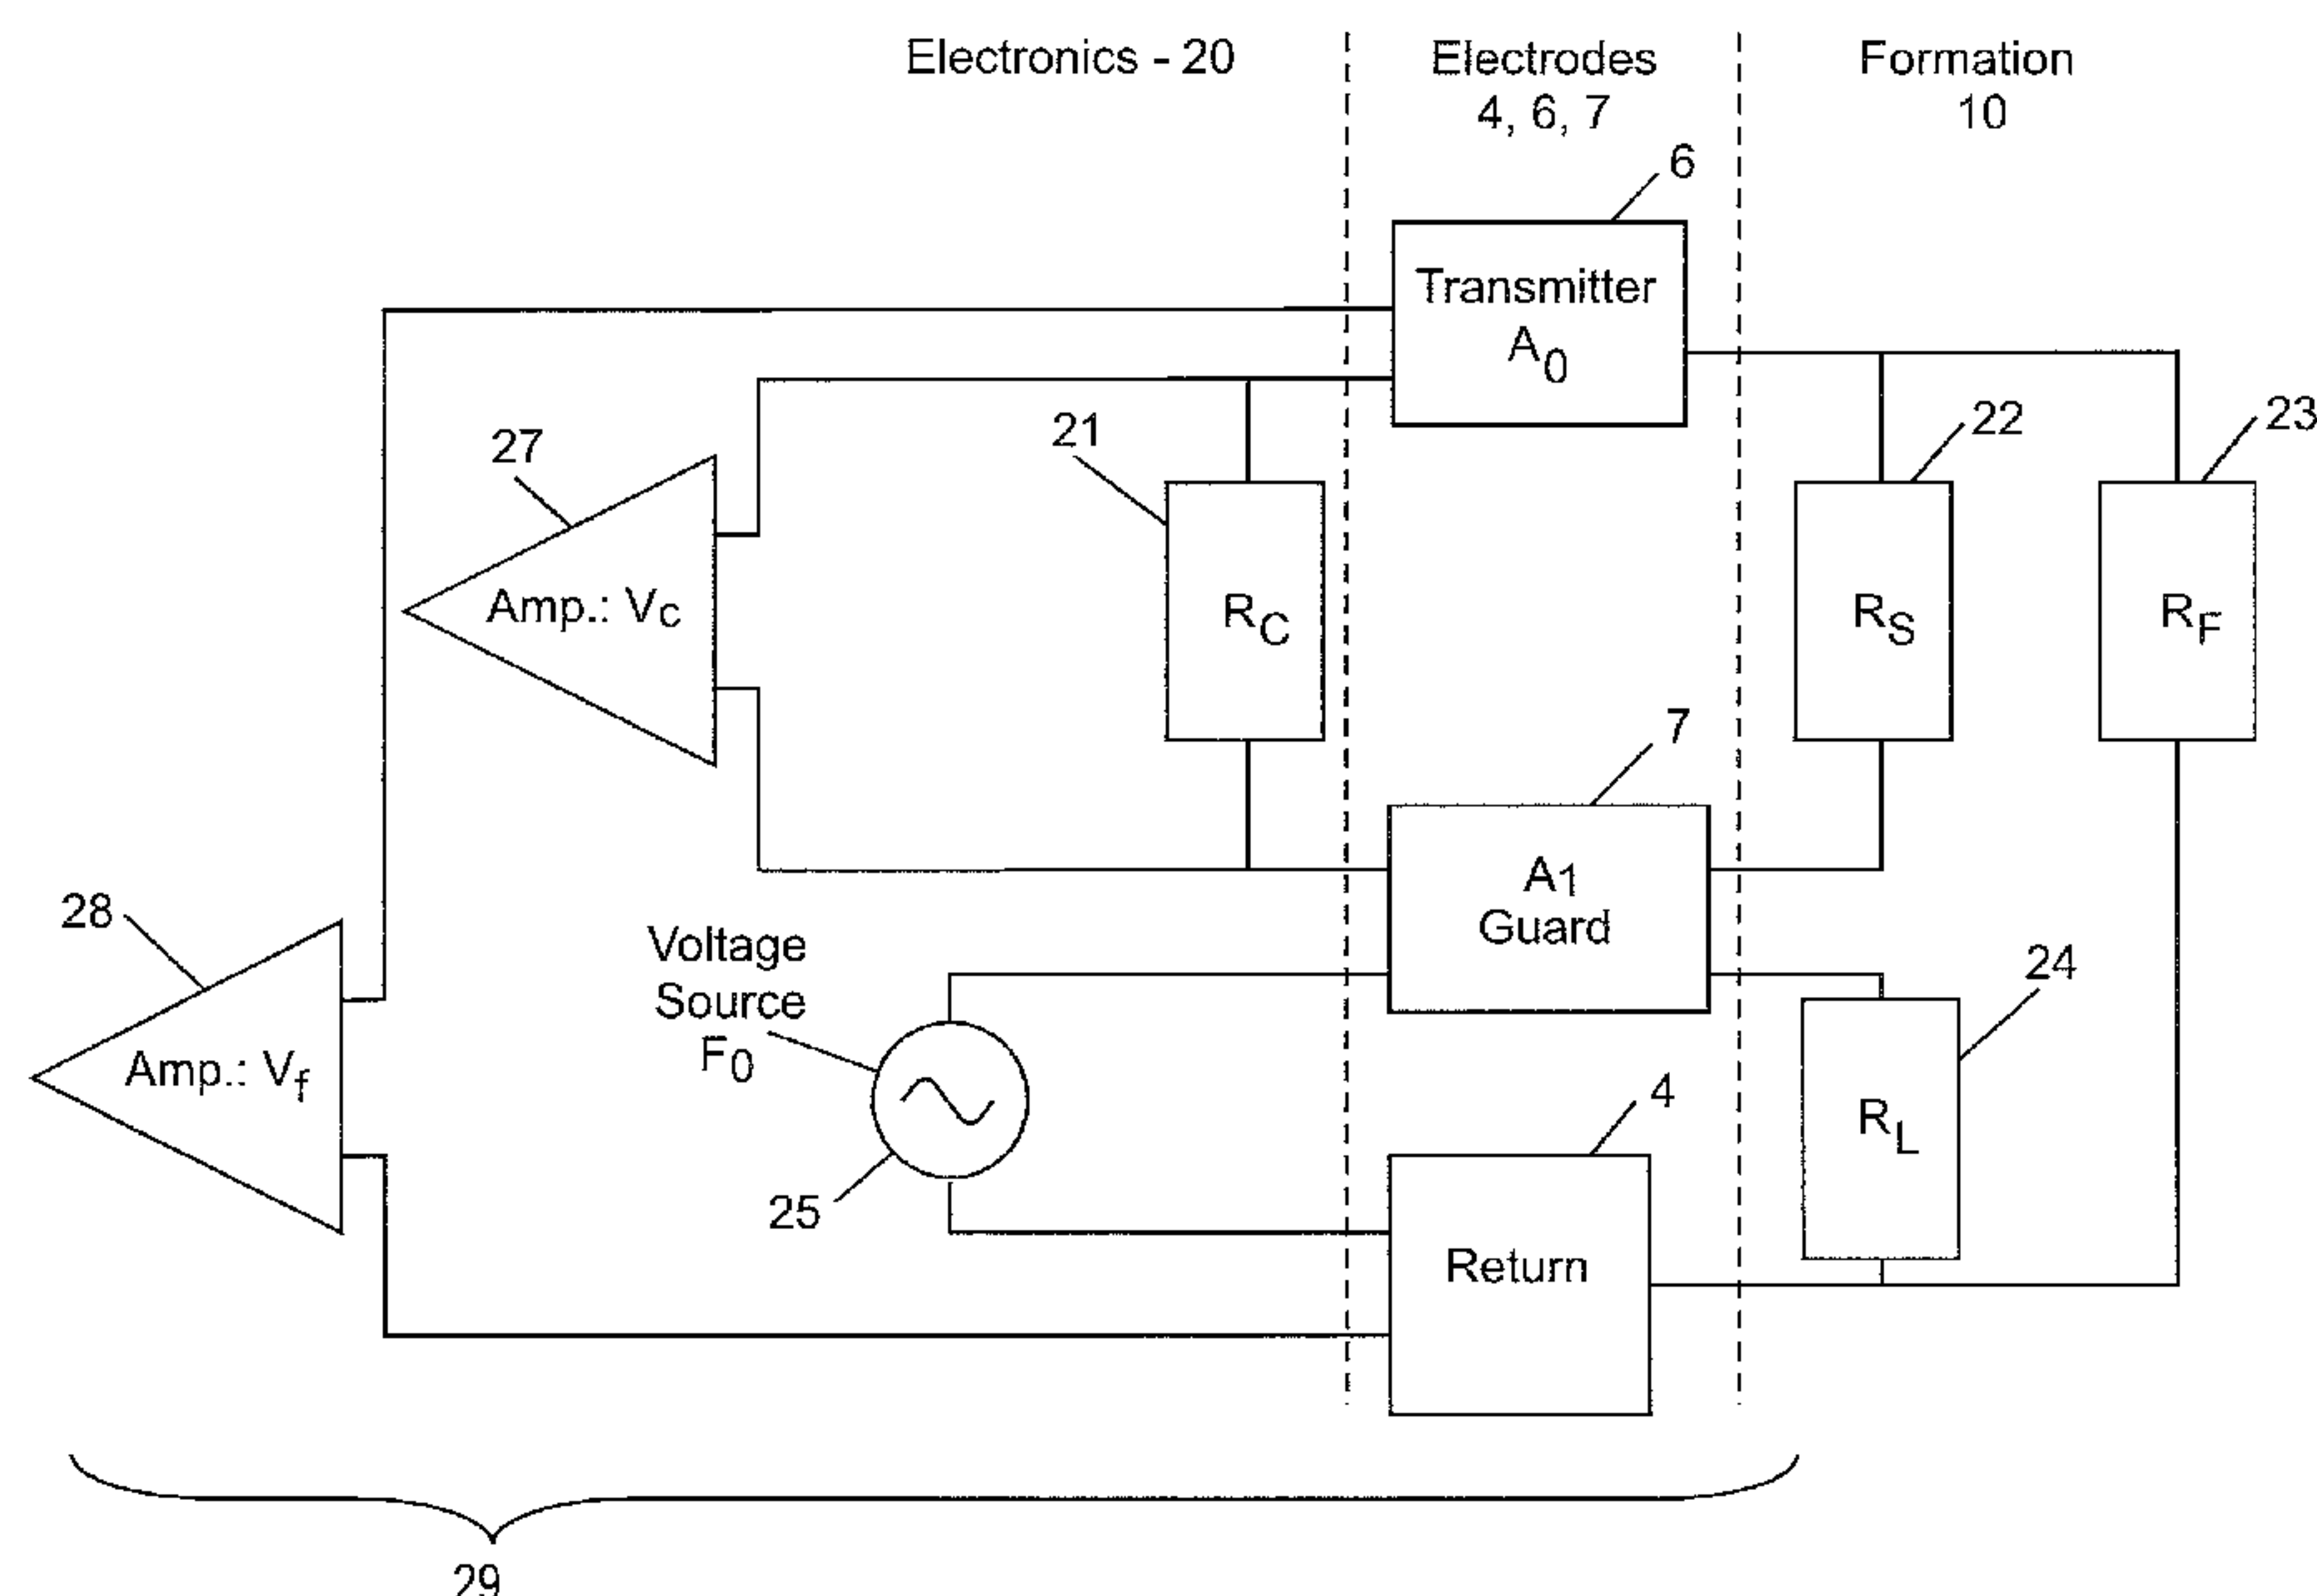 Electronics - 20
Electrodes
4, 6, 7
Formation
10
6
Transmitter
A0
22
23
21
27
Amp.: VC
RC
RS
RF
7
A1
Guard
28
Voltage
Source
F0
24
Amp.: Vf
4
RL
25
Return
29